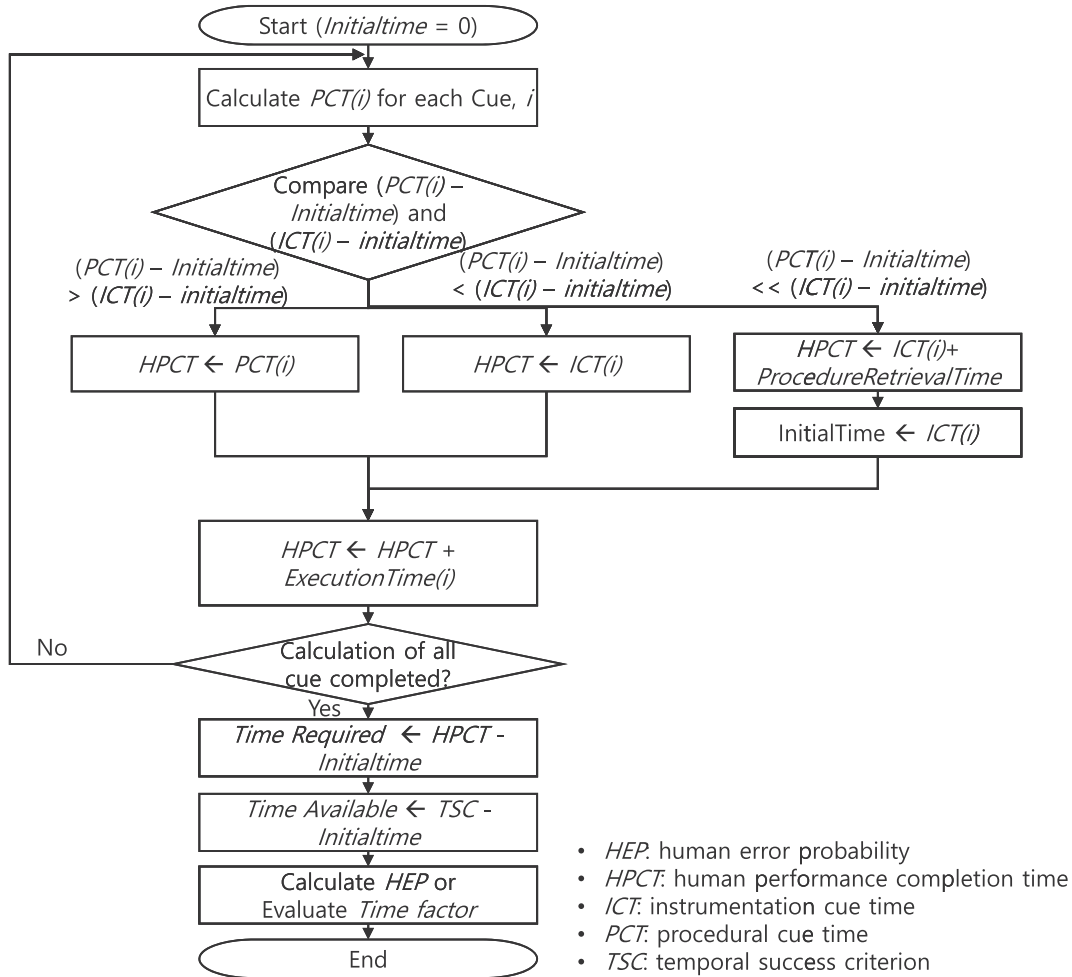 Start (Initialtime = 0)
Calculate PCT(i) for each Cue, i
Compare (PCT(i) –
Initialtime) and
(ICT(i) – initialtime)
(PCT(i) – Initialtime)
> (ICT(i) – initialtime)
(PCT(i) – Initialtime)
< (ICT(i) – initialtime)
(PCT(i) – Initialtime)
<< (ICT(i) – initialtime)
HPCT ← PCT(i)
HPCT ← ICT(i)
HPCT ← ICT(i)+
ProcedureRetrievalTime
InitialTime ← ICT(i)
HPCT ← HPCT +
ExecutionTime(i)
No
Calculation of all
cue completed?
Yes
Time Required ← HPCT -
Initialtime
Time Available ← TSC -
Initialtime
Calculate HEP or
Evaluate Time factor
End
• HEP: human error probability
• HPCT: human performance completion time
• ICT: instrumentation cue time
• PCT: procedural cue time
• TSC: temporal success criterion